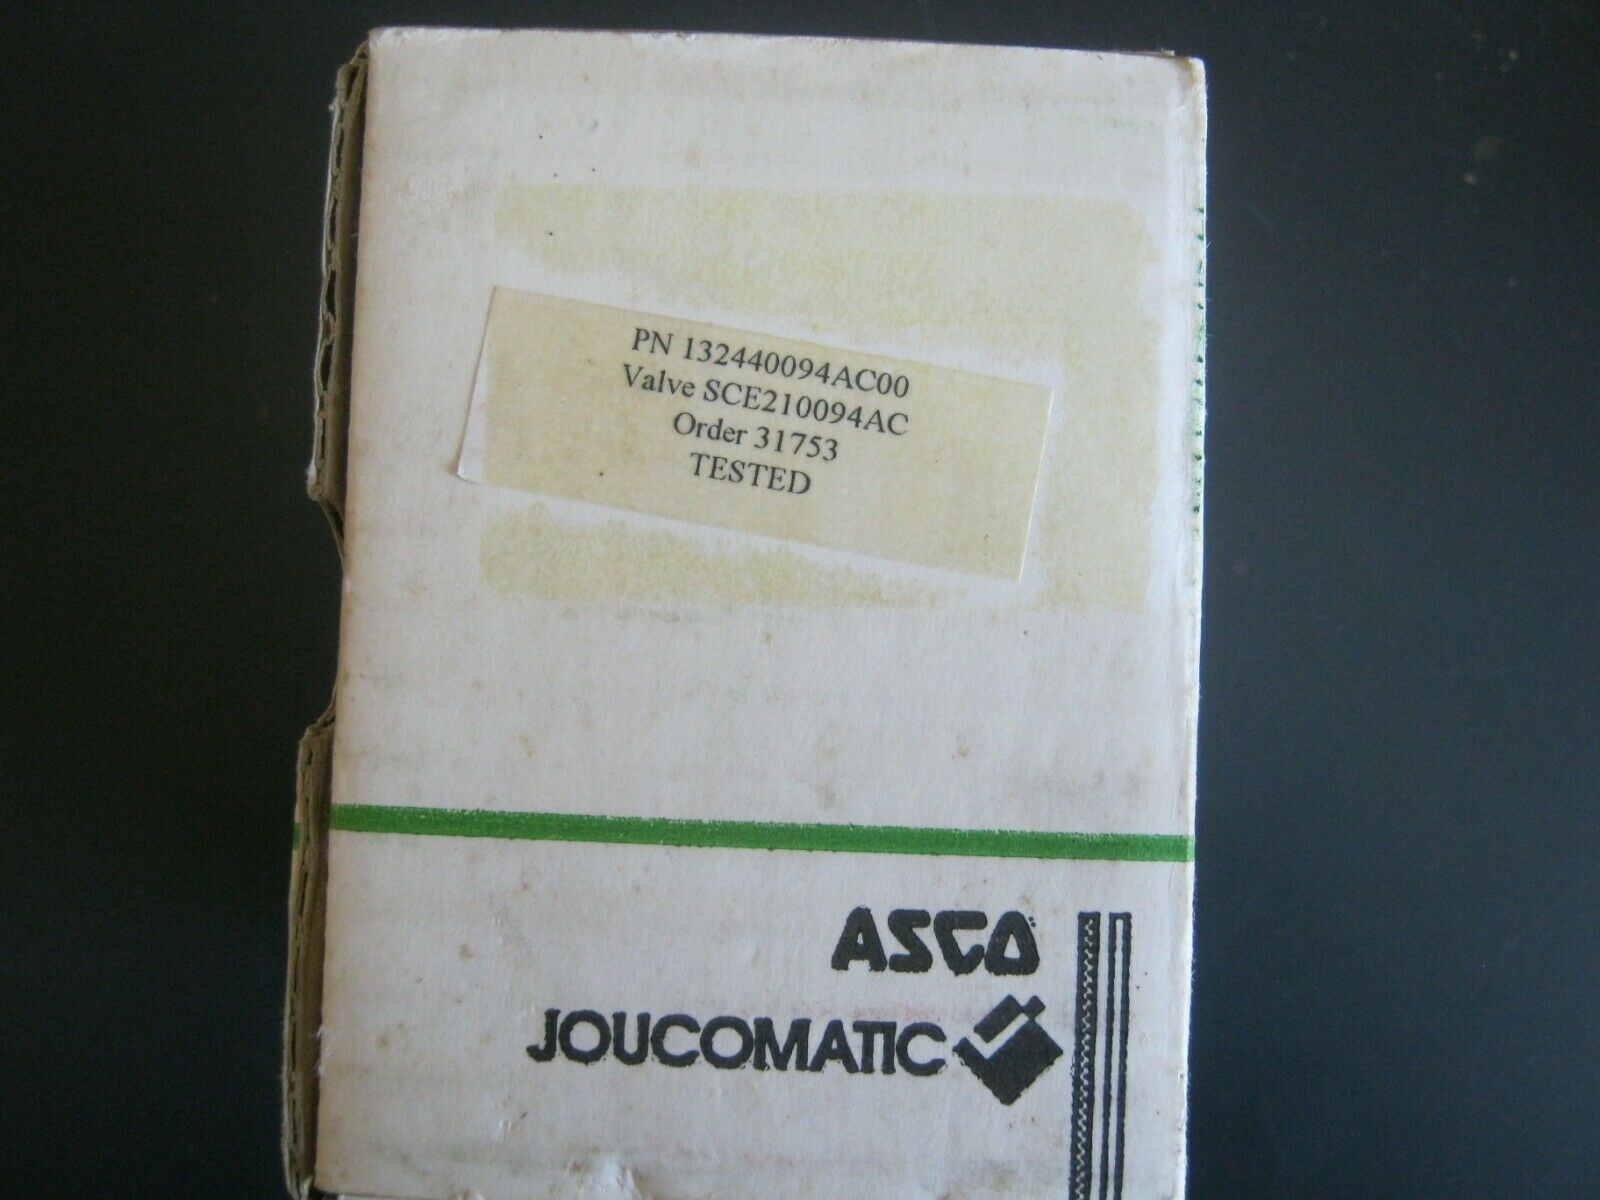 PN 132440094AC00
Valve SCE210094AC
Order 31753
TESTED
ASCO
JOUCOMATIC